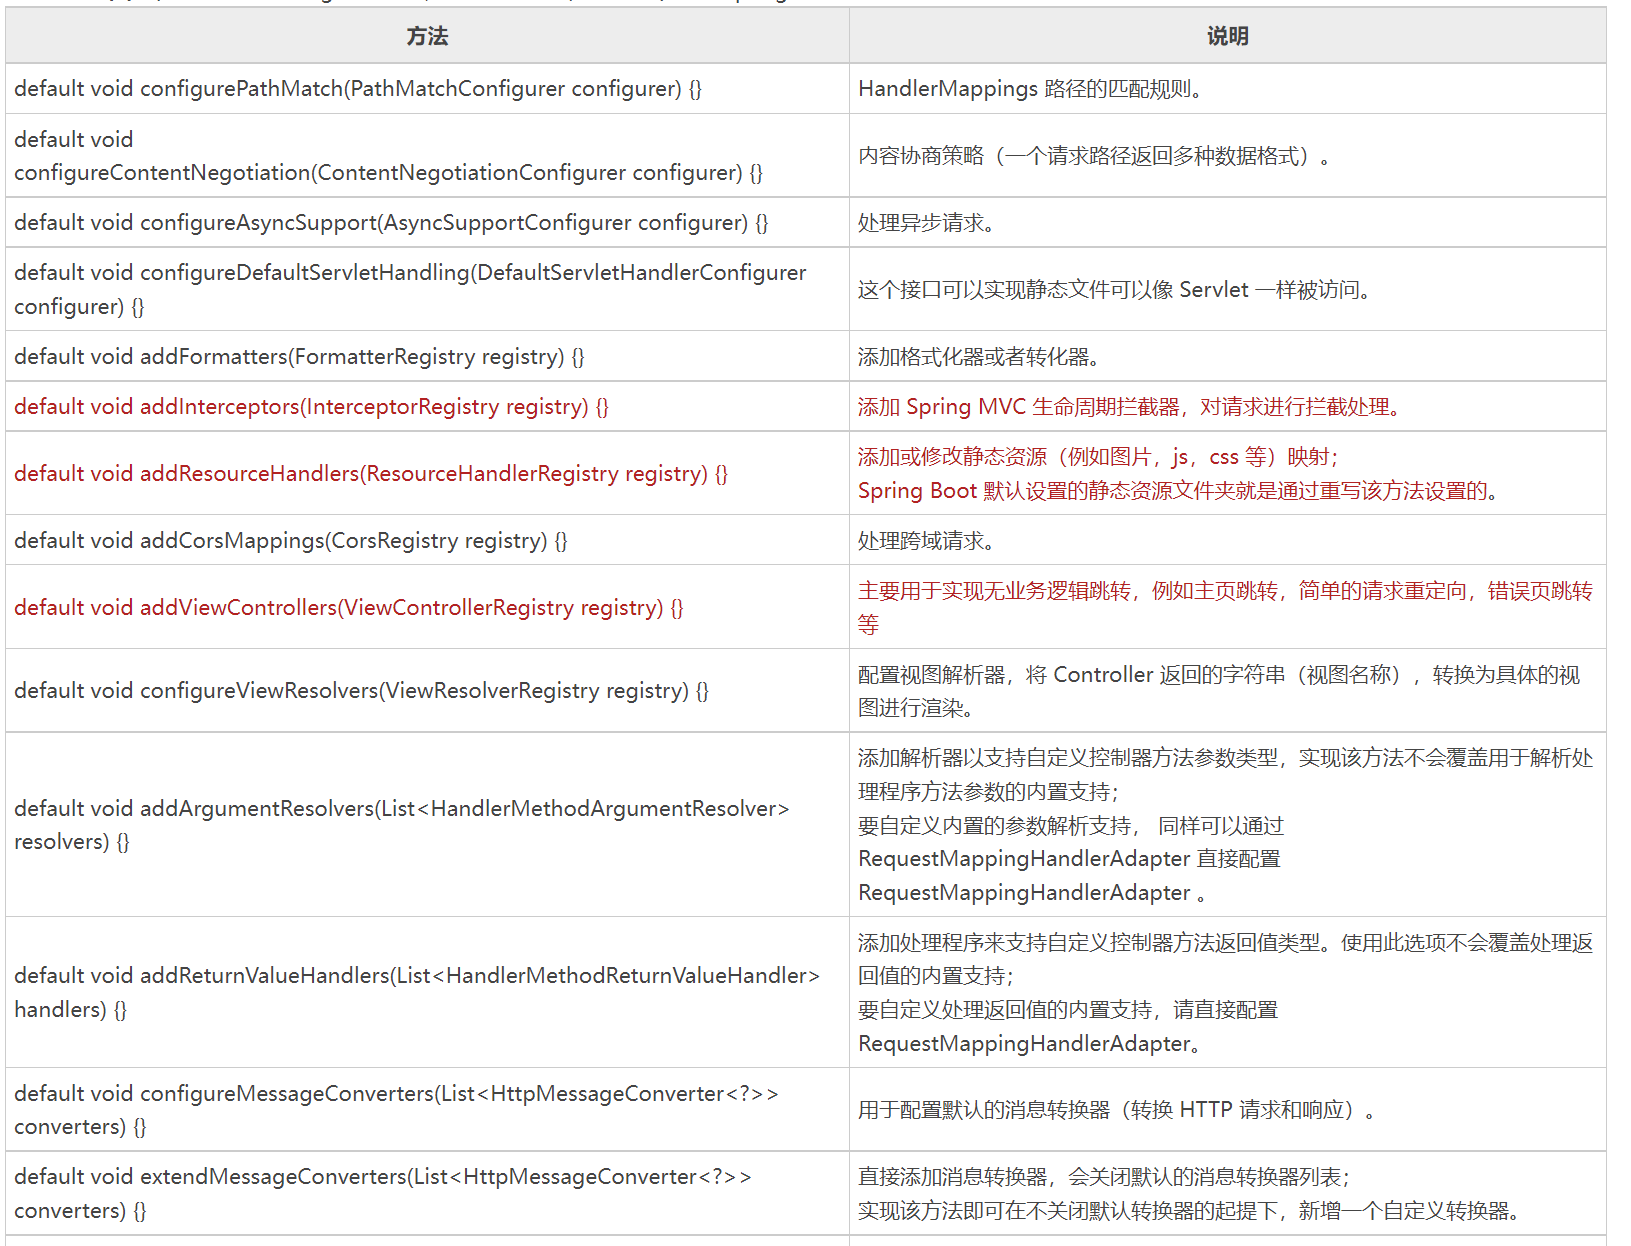 方法
说明
default void configurePathMatch(PathMatchConfigurer configurer) {}
HandlerMappings 路径的匹配规则。
default void
configureContentNegotiation(ContentNegotiationConfigurer configurer) {}
内容协商策略（一个请求路径返回多种数据格式）。
default void configureAsyncSupport(AsyncSupportConfigurer configurer) {}
处理异步请求。
default void configureDefaultServletHandling(DefaultServletHandlerConfigurer
configurer) {}
这个接口可以实现静态文件可以像 Servlet 一样被访问。
default void addFormatters(FormatterRegistry registry) {}
添加格式化器或者转化器。
default void addInterceptors(InterceptorRegistry registry) {}
添加 Spring MVC 生命周期拦截器，对请求进行拦截处理。
default void addResourceHandlers(ResourceHandlerRegistry registry) {}
添加或修改静态资源（例如图片，js，css 等）映射；
Spring Boot 默认设置的静态资源文件夹就是通过重写该方法设置的。
default void addCorsMappings(CorsRegistry registry) {}
处理跨域请求。
default void addViewControllers(ViewControllerRegistry registry) {}
主要用于实现无业务逻辑跳转，例如主页跳转，简单的请求重定向，错误页跳转
等
default void configureViewResolvers(ViewResolverRegistry registry) {}
配置视图解析器，将 Controller 返回的字符串（视图名称），转换为具体的视
图进行渲染。
default void addArgumentResolvers(List<HandlerMethodArgumentResolver>
resolvers) {}
添加解析器以支持自定义控制器方法参数类型，实现该方法不会覆盖用于解析处
理程序方法参数的内置支持；
要自定义内置的参数解析支持， 同样可以通过
RequestMappingHandlerAdapter 直接配置
RequestMappingHandlerAdapter 。
default void addReturnValueHandlers(List<HandlerMethodReturnValueHandler>
handlers) {}
添加处理程序来支持自定义控制器方法返回值类型。使用此选项不会覆盖处理返
回值的内置支持；
要自定义处理返回值的内置支持，请直接配置
RequestMappingHandlerAdapter。
default void configureMessageConverters(List<HttpMessageConverter<?>>
converters) {}
用于配置默认的消息转换器（转换 HTTP 请求和响应）。
default void extendMessageConverters(List<HttpMessageConverter<?>>
converters) {}
直接添加消息转换器，会关闭默认的消息转换器列表；
实现该方法即可在不关闭默认转换器的起提下，新增一个自定义转换器。